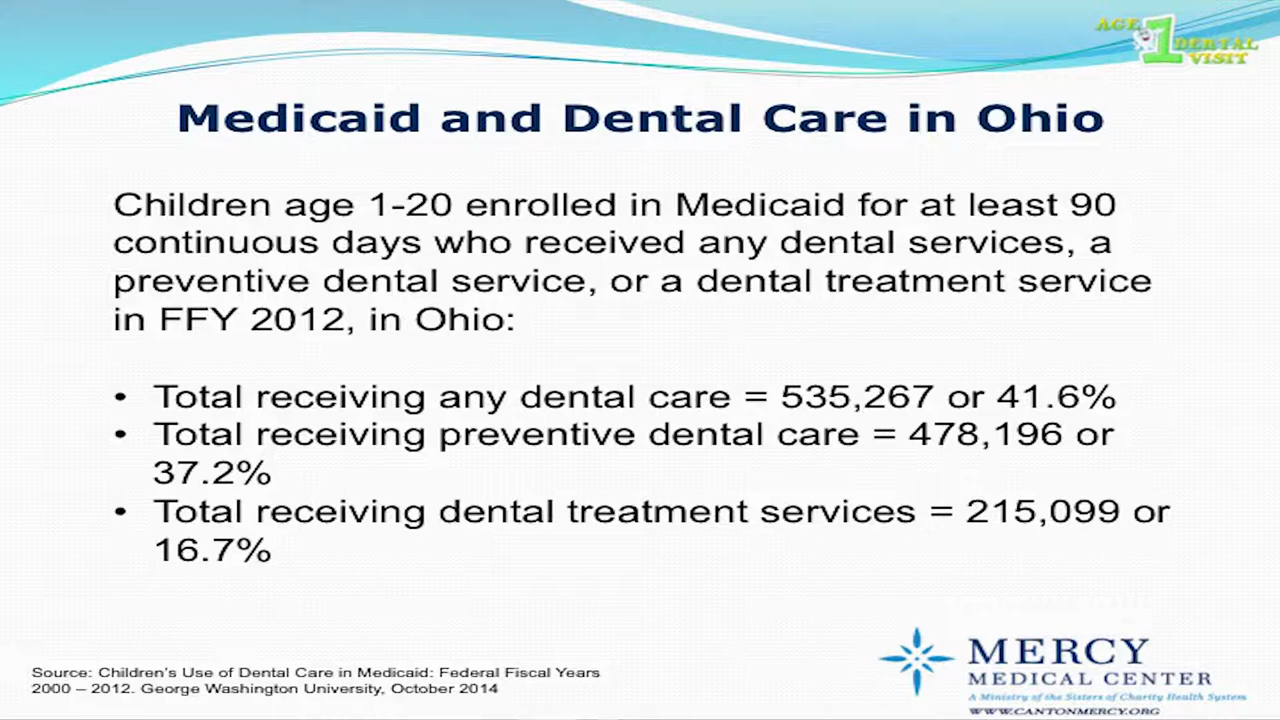 AGE 1 DENTAL VISIT
Medicaid and Dental Care in Ohio
Children age 1-20 enrolled in Medicaid for at least 90
continuous days who received any dental services, a
preventive dental service, or a dental treatment service
in FFY 2012, in Ohio:
• Total receiving any dental care = 535,267 or 41.6%
• Total receiving preventive dental care = 478,196 or
37.2%
• Total receiving dental treatment services = 215,099 or
16.7%
Source: Children's Use of Dental Care in Medicaid: Federal Fiscal Years
2000 – 2012. George Washington University, October 2014
MERCY
MEDICAL CENTER
A Ministry of the Sisters of Charity Health System
WWW.CANTONMERCY.ORG